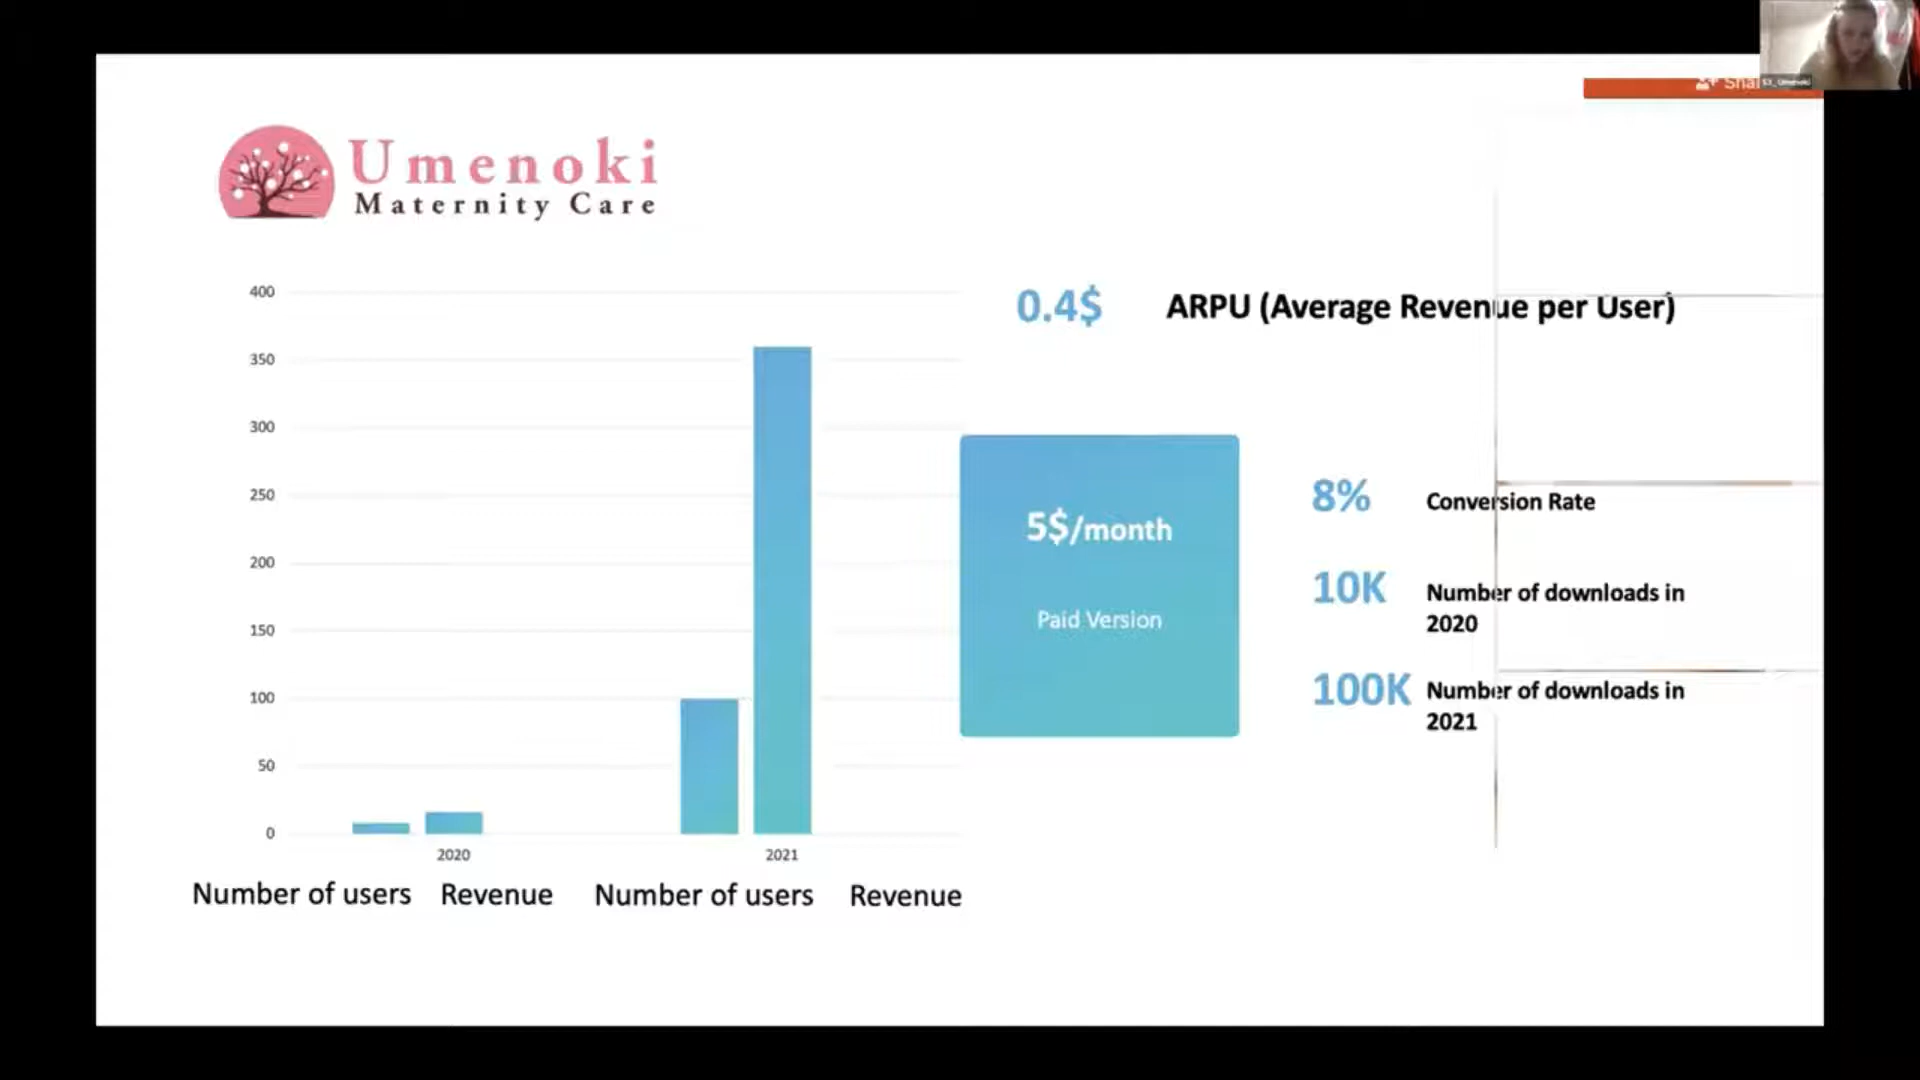 Umenoki
Maternity Care
400
350
300
250
200
150
100
50
0
2020
2021
Number of users
Revenue
Number of users
Revenue
0.4$
ARPU (Average Revenue per User)
5$/month
Paid Version
8%
Conversion Rate
10K
Number of downloads in
2020
100K
Number of downloads in
2021